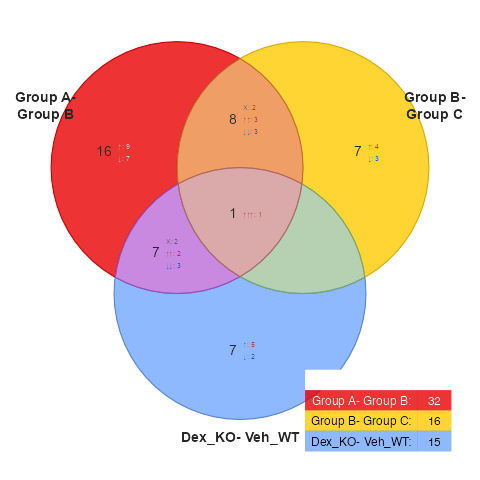 Group A-
Group B
Group B-
Group C
8
X: 2
↑↑: 3
↓↓: 3
16
↑: 9
↓: 7
7
↑: 4
↓: 3
1
↑↑↑: 1
7
X: 2
↑↑: 2
↓↓: 3
7
↑: 5
↓: 2
Dex_KO- Veh_WT
Group A- Group B: 32
Group B- Group C: 16
Dex_KO- Veh_WT: 15